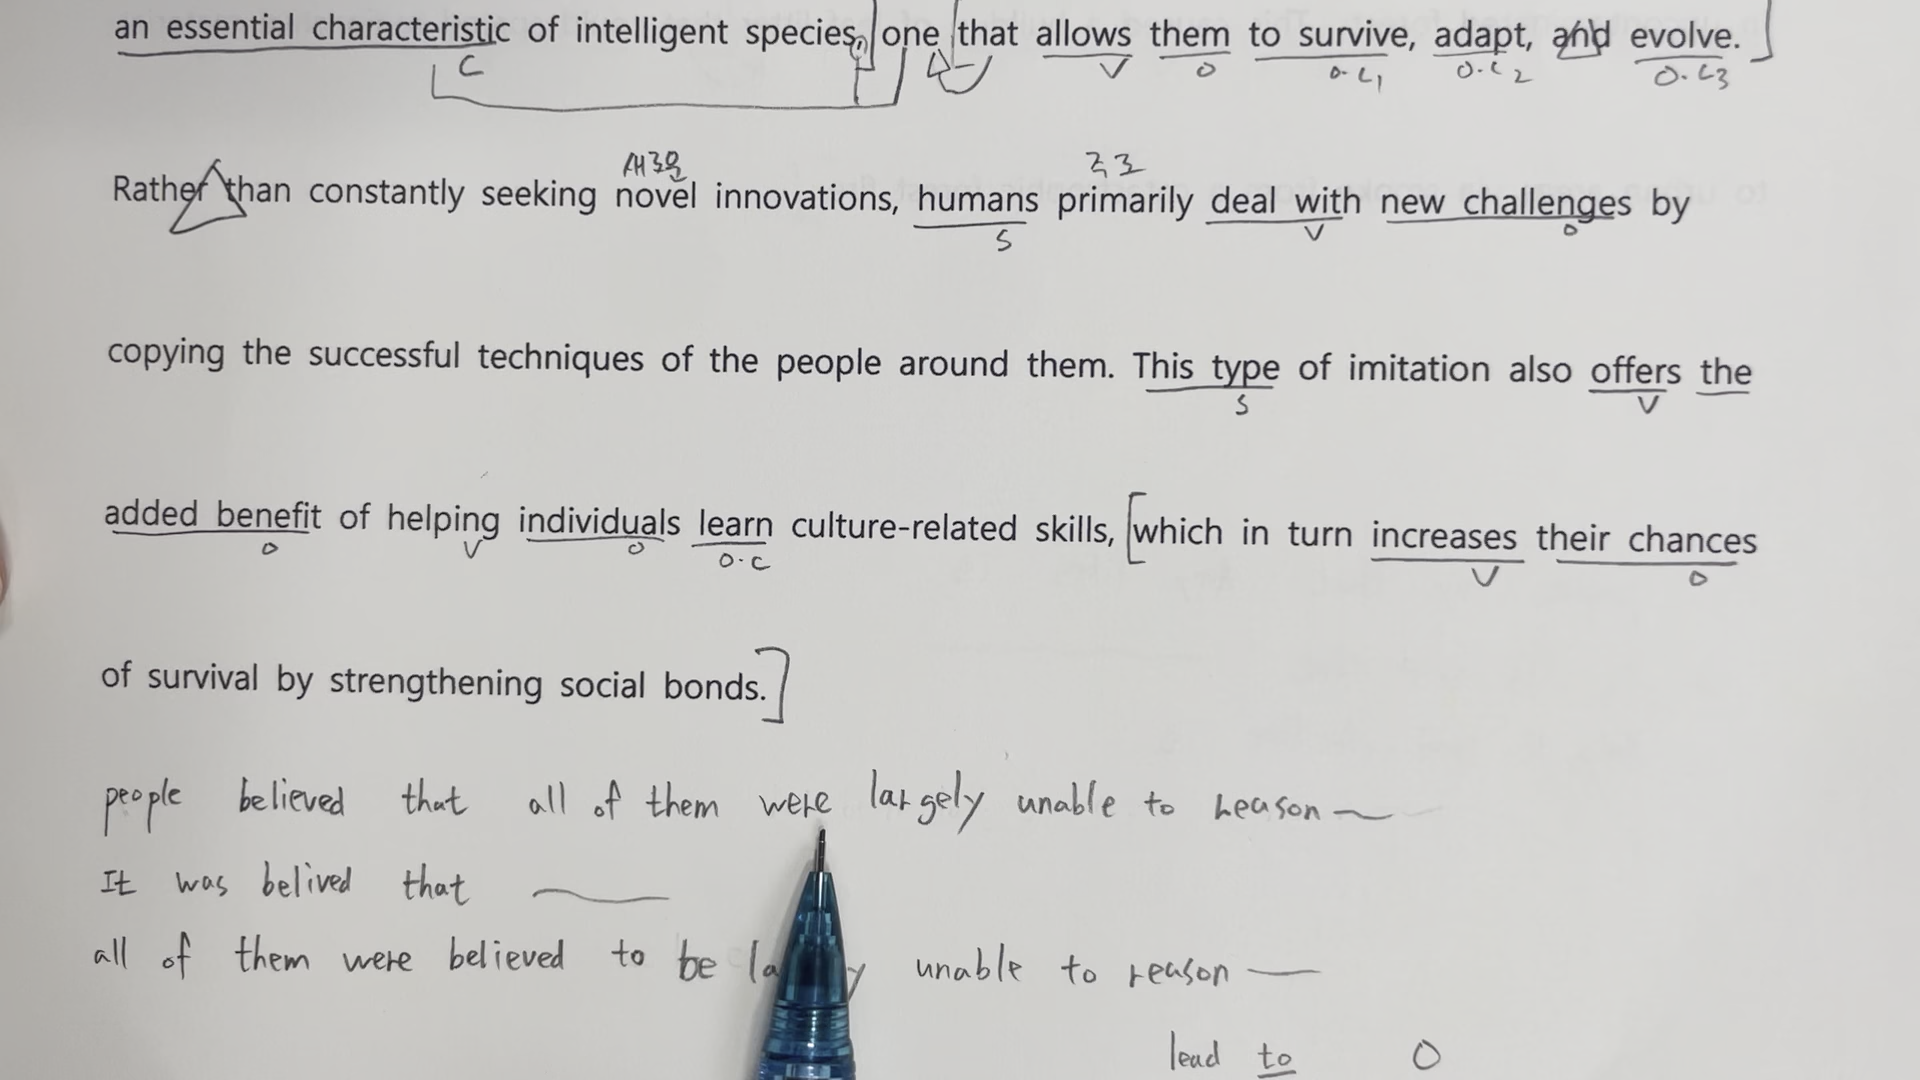 an essential characteristic of intelligent species, one that allows them to survive, adapt, and evolve.
C V O O.C1 O.C2 O.C3
새로운 주로
Rather than constantly seeking novel innovations, humans primarily deal with new challenges by
S V O
copying the successful techniques of the people around them. This type of imitation also offers the
S V
added benefit of helping individuals learn culture-related skills, which in turn increases their chances
O V O O.C V O
of survival by strengthening social bonds.
people believed that all of them were largely unable to reason
It was belived that
all of them were believed to be unable to reason
lead to O